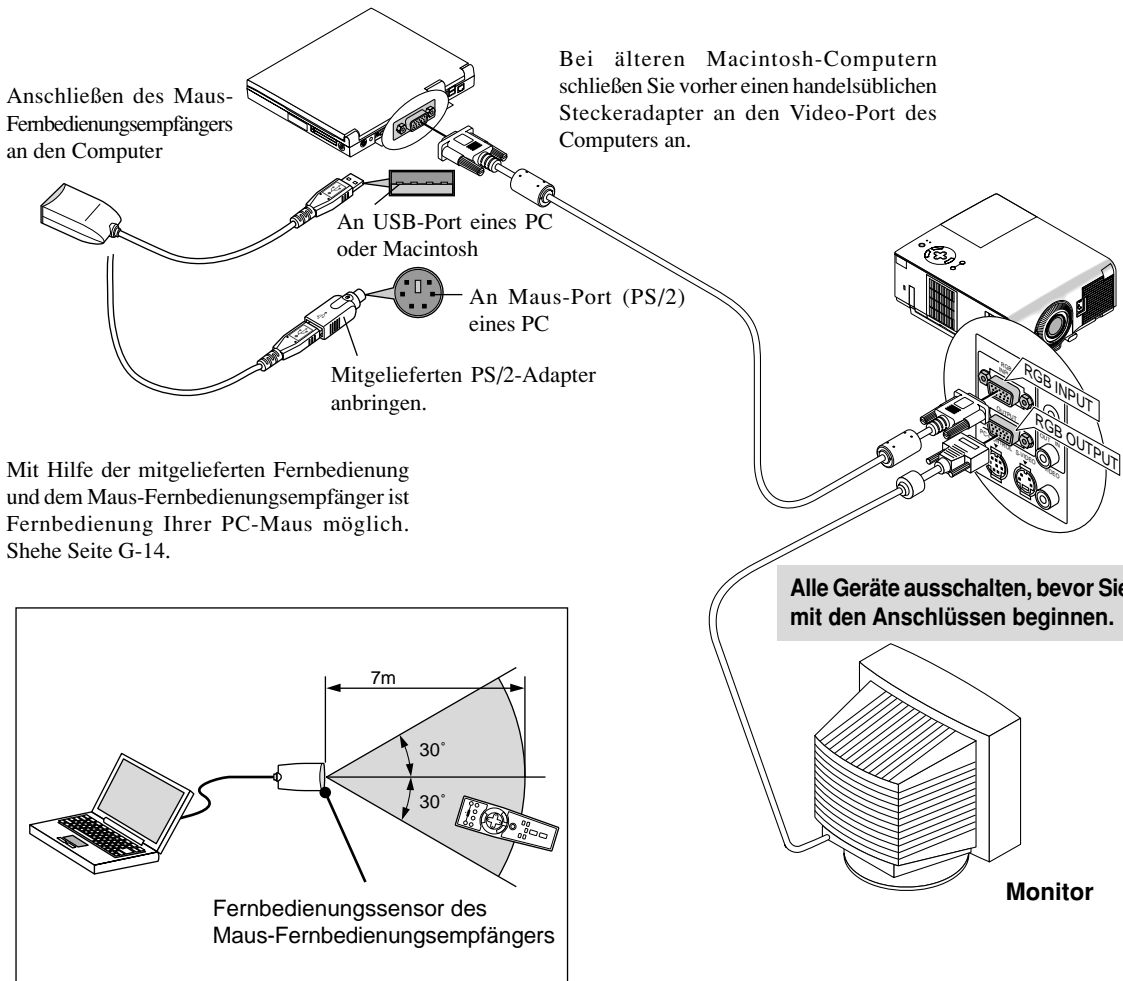 Anschließen des Maus-
Fernbedienungsempfängers
an den Computer
Bei älteren Macintosh-Computern
schließen Sie vorher einen handelsüblichen
Steckeradapter an den Video-Port des
Computers an.
An USB-Port eines PC
oder Macintosh
An Maus-Port (PS/2)
eines PC
Mitgelieferten PS/2-Adapter
anbringen.
RGB INPUT
OUTPUT
RGB OUTPUT
S-VIDEO
Mit Hilfe der mitgelieferten Fernbedienung
und dem Maus-Fernbedienungsempfänger ist
Fernbedienung Ihrer PC-Maus möglich.
Shehe Seite G-14.
Alle Geräte ausschalten, bevor Sie
mit den Anschlüssen beginnen.
7m
30°
30°
Fernbedienungssensor des
Maus-Fernbedienungsempfängers
Monitor